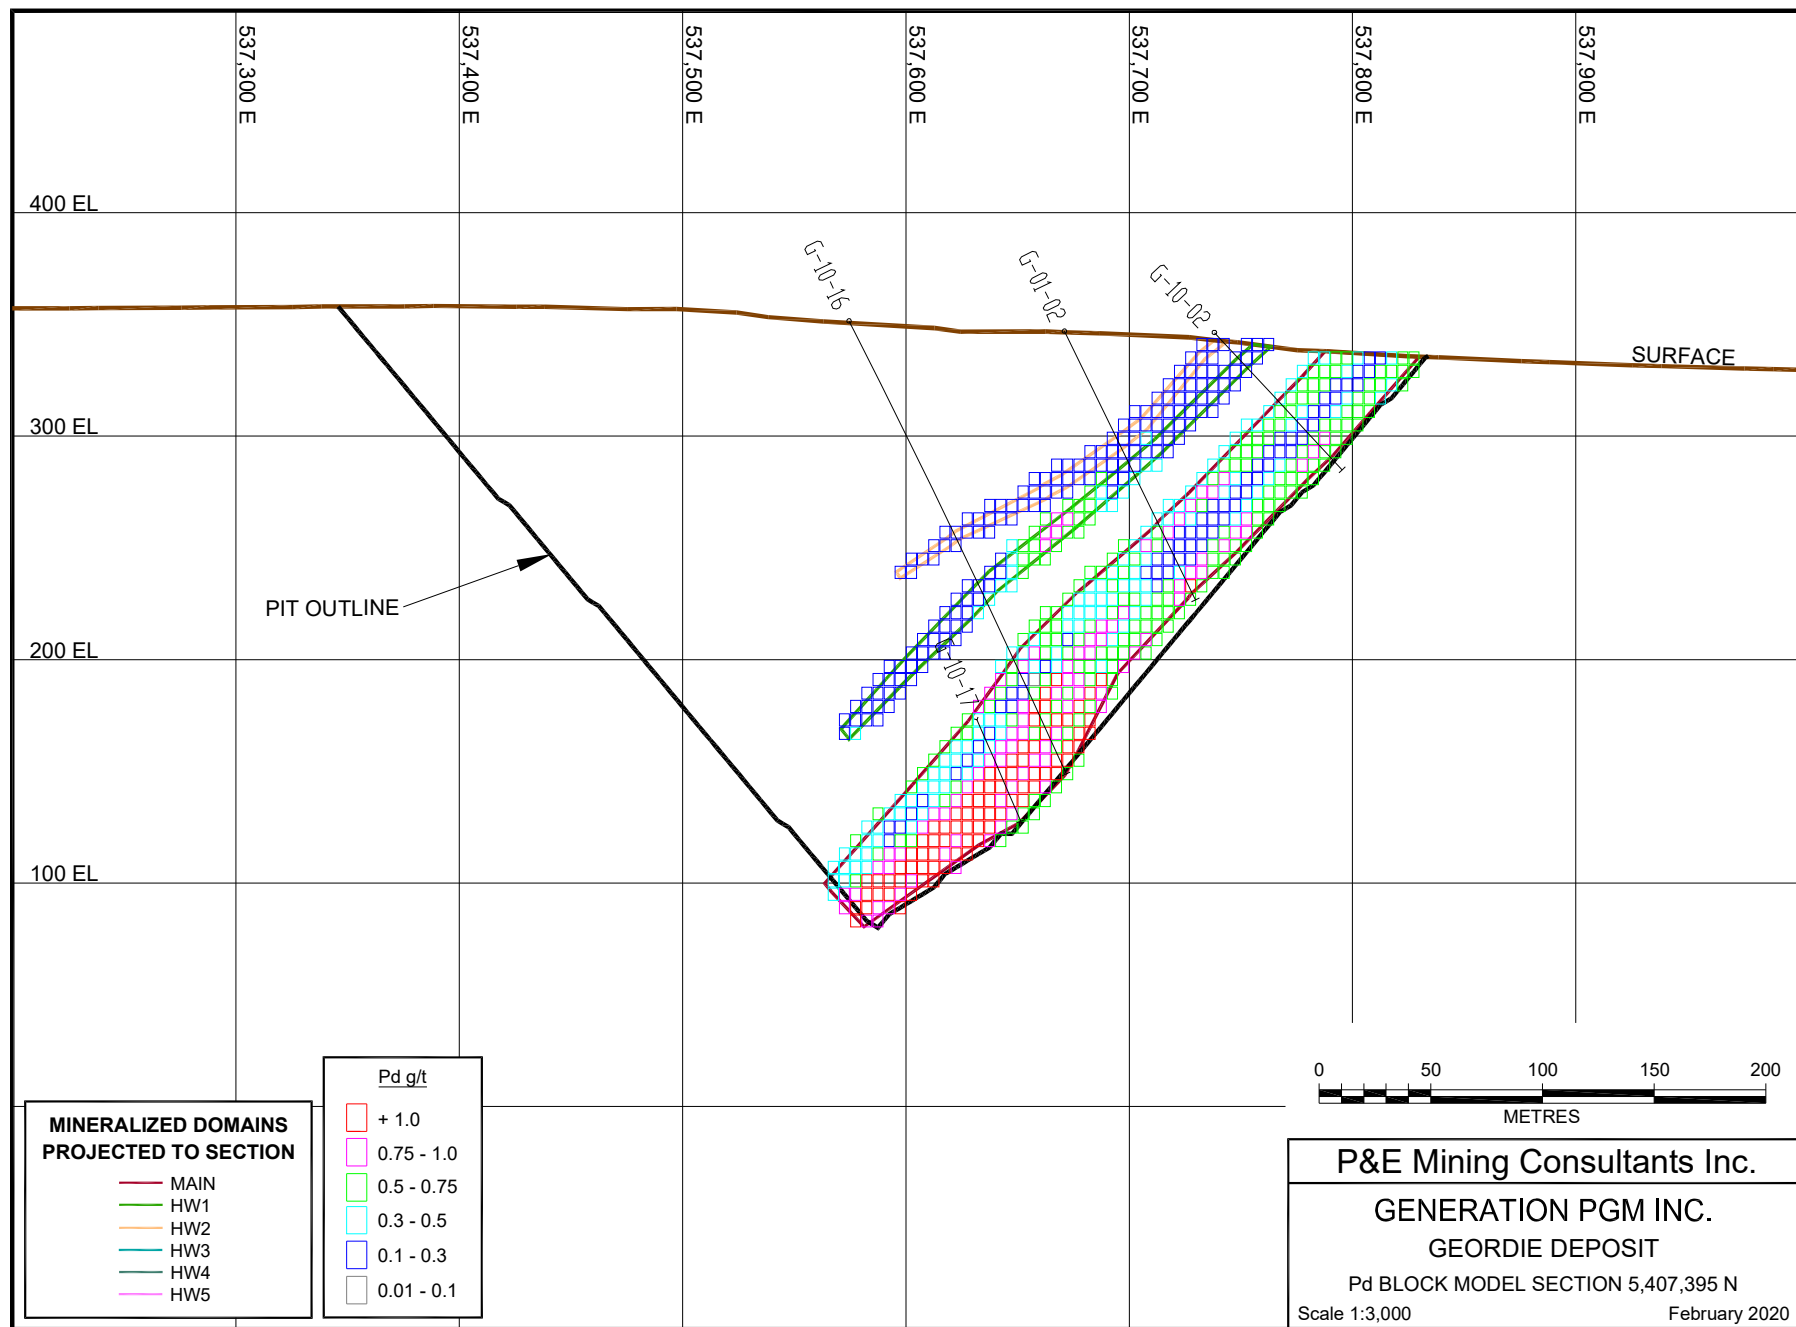 537,300 E
537,400 E
537,500 E
537,600 E
537,700 E
537,800 E
537,900 E
400 EL
300 EL
200 EL
100 EL
G-10-16
G-01-02
G-10-02
SURFACE
PIT OUTLINE
G-10-17
MINERALIZED DOMAINS
PROJECTED TO SECTION
MAIN
HW1
HW2
HW3
HW4
HW5
Pd g/t
+ 1.0
0.75 - 1.0
0.5 - 0.75
0.3 - 0.5
0.1 - 0.3
0.01 - 0.1
0 50 100 150 200
METRES
P&E Mining Consultants Inc.
GENERATION PGM INC.
GEORDIE DEPOSIT
Pd BLOCK MODEL SECTION 5,407,395 N
Scale 1:3,000 February 2020